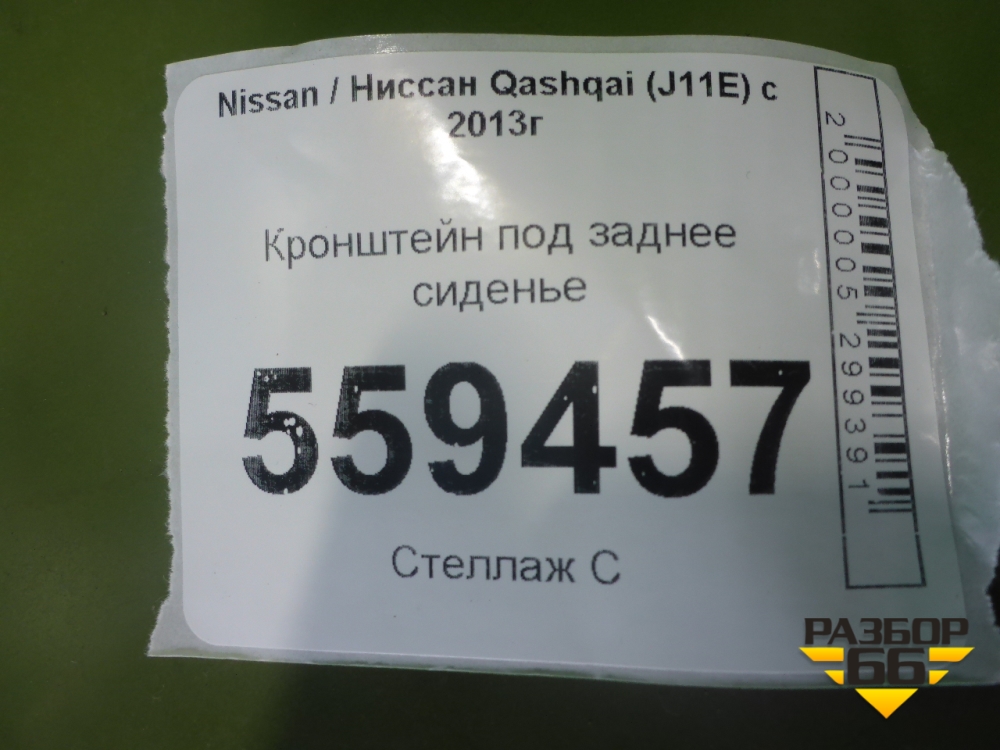 Nissan / Ниссан Qashqai (J11E) с
2013г
Кронштейн под заднее
сиденье
559457
Стеллаж С
2000005299391
РАЗБОР
66